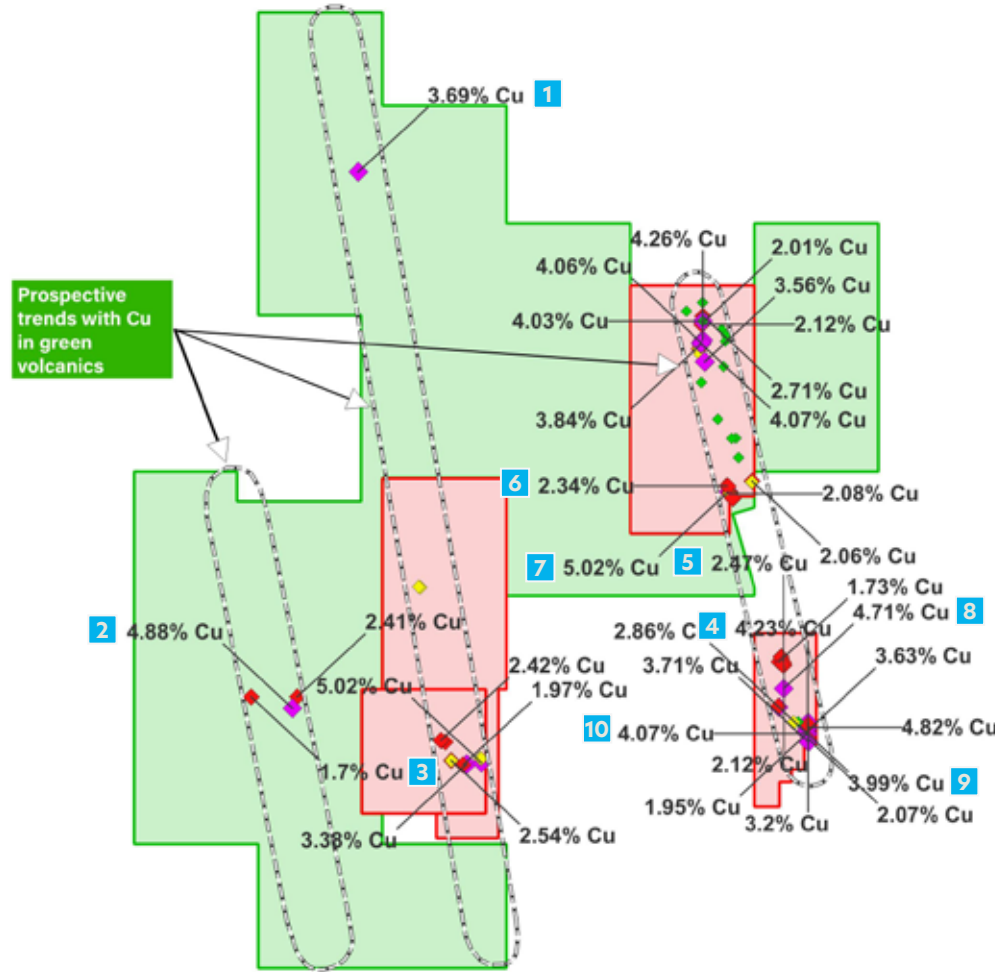 3.69% Cu 1
4.26% Cu
2.01% Cu
4.06% Cu
3.56% Cu
Prospective
trends with Cu
in green
volcanics
4.03% Cu
2.12% Cu
2.71% Cu
3.84% Cu
4.07% Cu
6 2.34% Cu
2.08% Cu
2.06% Cu
7 5.02% Cu
5 2.47% Cu
1.73% Cu
4.71% Cu 8
2 4.88% Cu
2.41% Cu
2.86% C 4
4.23% Cu
3.63% Cu
2.42% Cu
3.71% Cu
5.02% Cu
1.97% Cu
10 4.07% Cu
4.82% Cu
1.7% Cu 3
2.12% Cu
3.99% Cu 9
1.95% Cu
2.07% Cu
3.2% Cu
3.38% Cu
2.54% Cu